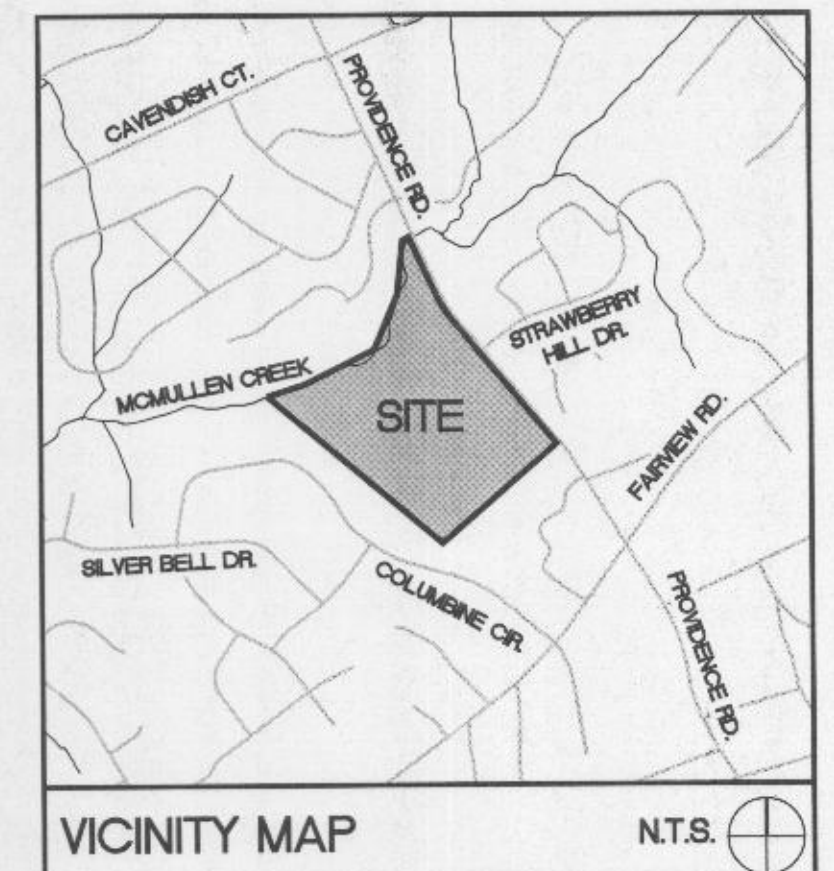 CAVENDISH CT.
PROVIDENCE RD.
STRAWBERRY
HILL DR.
MCMULLEN CREEK
SITE
FAIRVIEW RD.
SILVER BELL DR.
COLUMBINE CIR.
PROVIDENCE RD.
VICINITY MAP
N.T.S.